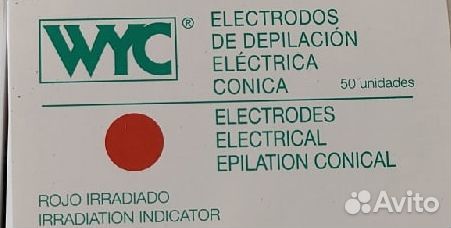 WYC®
ELECTRODOS
DE DEPILACIÓN
ELÉCTRICA
CONICA 50 unidades
ELECTRODES
ELECTRICAL
EPILATION CONICAL
ROJO IRRADIADO
IRRADIATION INDICATOR
Avito